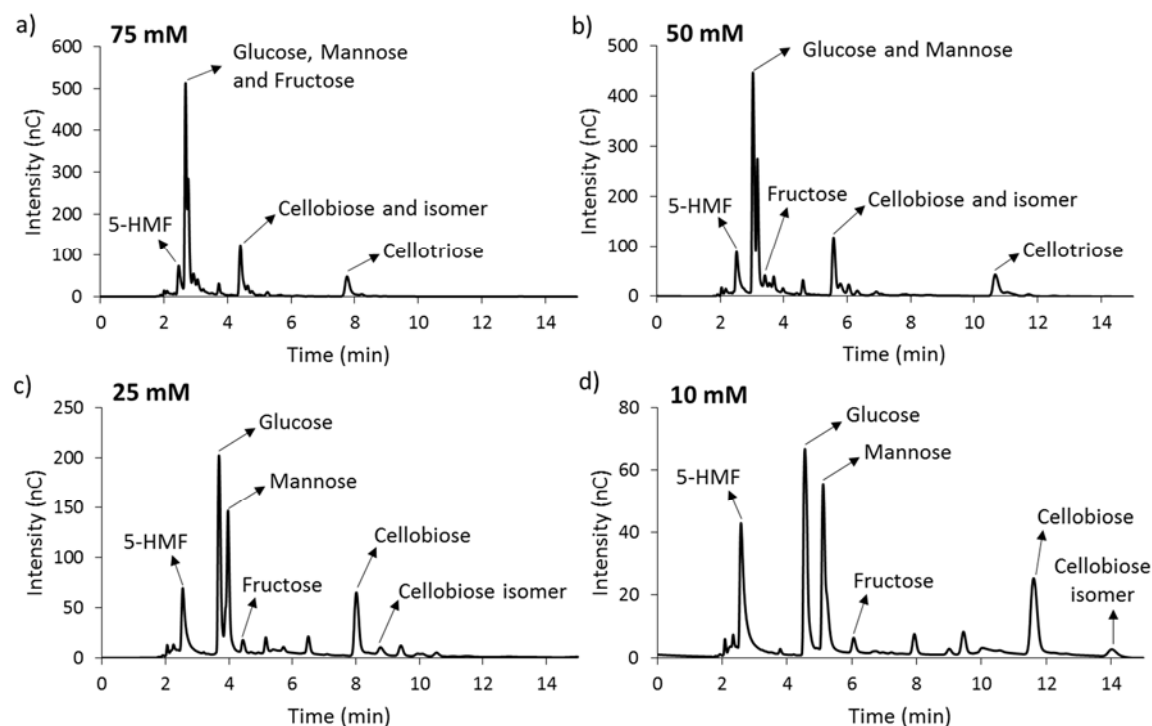 a)
75 mM
600
500
400
300
200
100
0
Intensity (nC)
0 2 4 6 8 10 12 14
Time (min)
5-HMF
Glucose, Mannose
and Fructose
Cellobiose and isomer
Cellotriose
b)
50 mM
500
400
300
200
100
0
Intensity (nC)
0 2 4 6 8 10 12 14
Time (min)
5-HMF
Glucose and Mannose
Fructose
Cellobiose and isomer
Cellotriose
c)
25 mM
250
200
150
100
50
0
Intensity (nC)
0 2 4 6 8 10 12 14
Time (min)
5-HMF
Glucose
Mannose
Fructose
Cellobiose
Cellobiose isomer
d)
10 mM
80
60
40
20
0
Intensity (nC)
0 2 4 6 8 10 12 14
Time (min)
5-HMF
Glucose
Mannose
Fructose
Cellobiose
Cellobiose
isomer